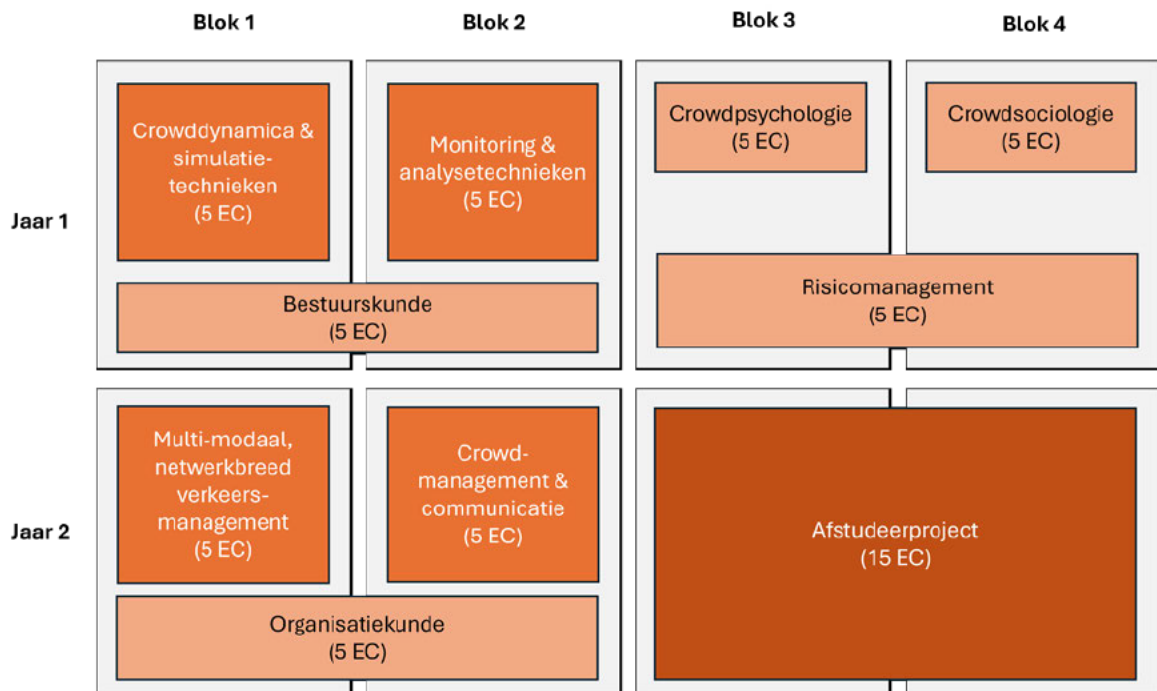 Blok 1
Blok 2
Blok 3
Blok 4
Jaar 1
Crowddynamica &
simulatie-
technieken
(5 EC)
Monitoring &
analysetechnieken
(5 EC)
Crowdpsychologie
(5 EC)
Crowdsociologie
(5 EC)
Bestuurskunde
(5 EC)
Risicomanagement
(5 EC)
Jaar 2
Multi-modaal,
netwerkbreed
verkeers-
management
(5 EC)
Crowd-
management &
communicatie
(5 EC)
Afstudeerproject
(15 EC)
Organisatiekunde
(5 EC)